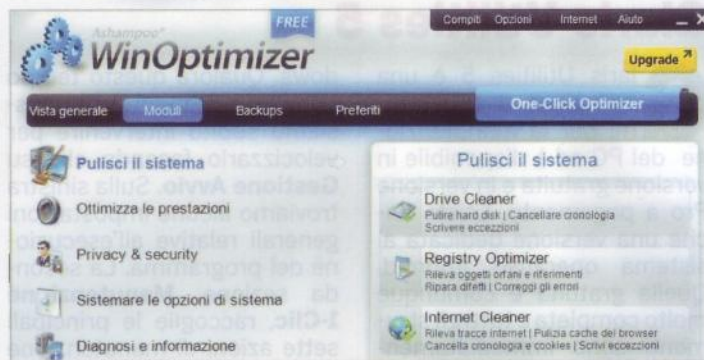 FREE
Compiti Opzioni Internet Aiuto
Ashampoo®
WinOptimizer
Upgrade
Vista generale Moduli Backups Preferiti One-Click Optimizer
Pulisci il sistema
Ottimizza le prestazioni
Privacy & security
Sistemare le opzioni di sistema
Diagnosi e informazione
Pulisci il sistema
Drive Cleaner
Pulire hard disk | Cancellare cronologia
Scrivere eccezzioni
Registry Optimizer
Rileva oggetti orfani e riferimenti
Ripara difetti | Correggi gli errori
Internet Cleaner
Rileva tracce internet | Pulizia cache del browser
Cancella cronologia e cookies | Scrivi eccezzioni